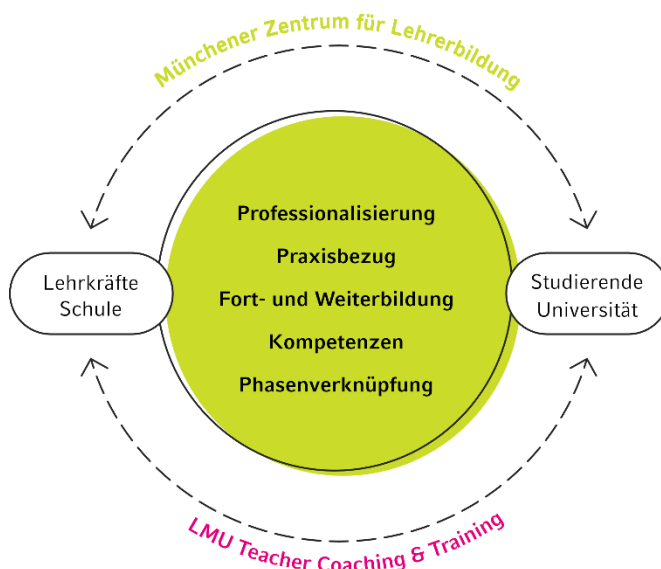 Münchener Zentrum für Lehrerbildung
Professionalisierung
Praxisbezug
Fort- und Weiterbildung
Kompetenzen
Phasenverknüpfung
Lehrkräfte
Schule
Studierende
Universität
LMU Teacher Coaching & Training